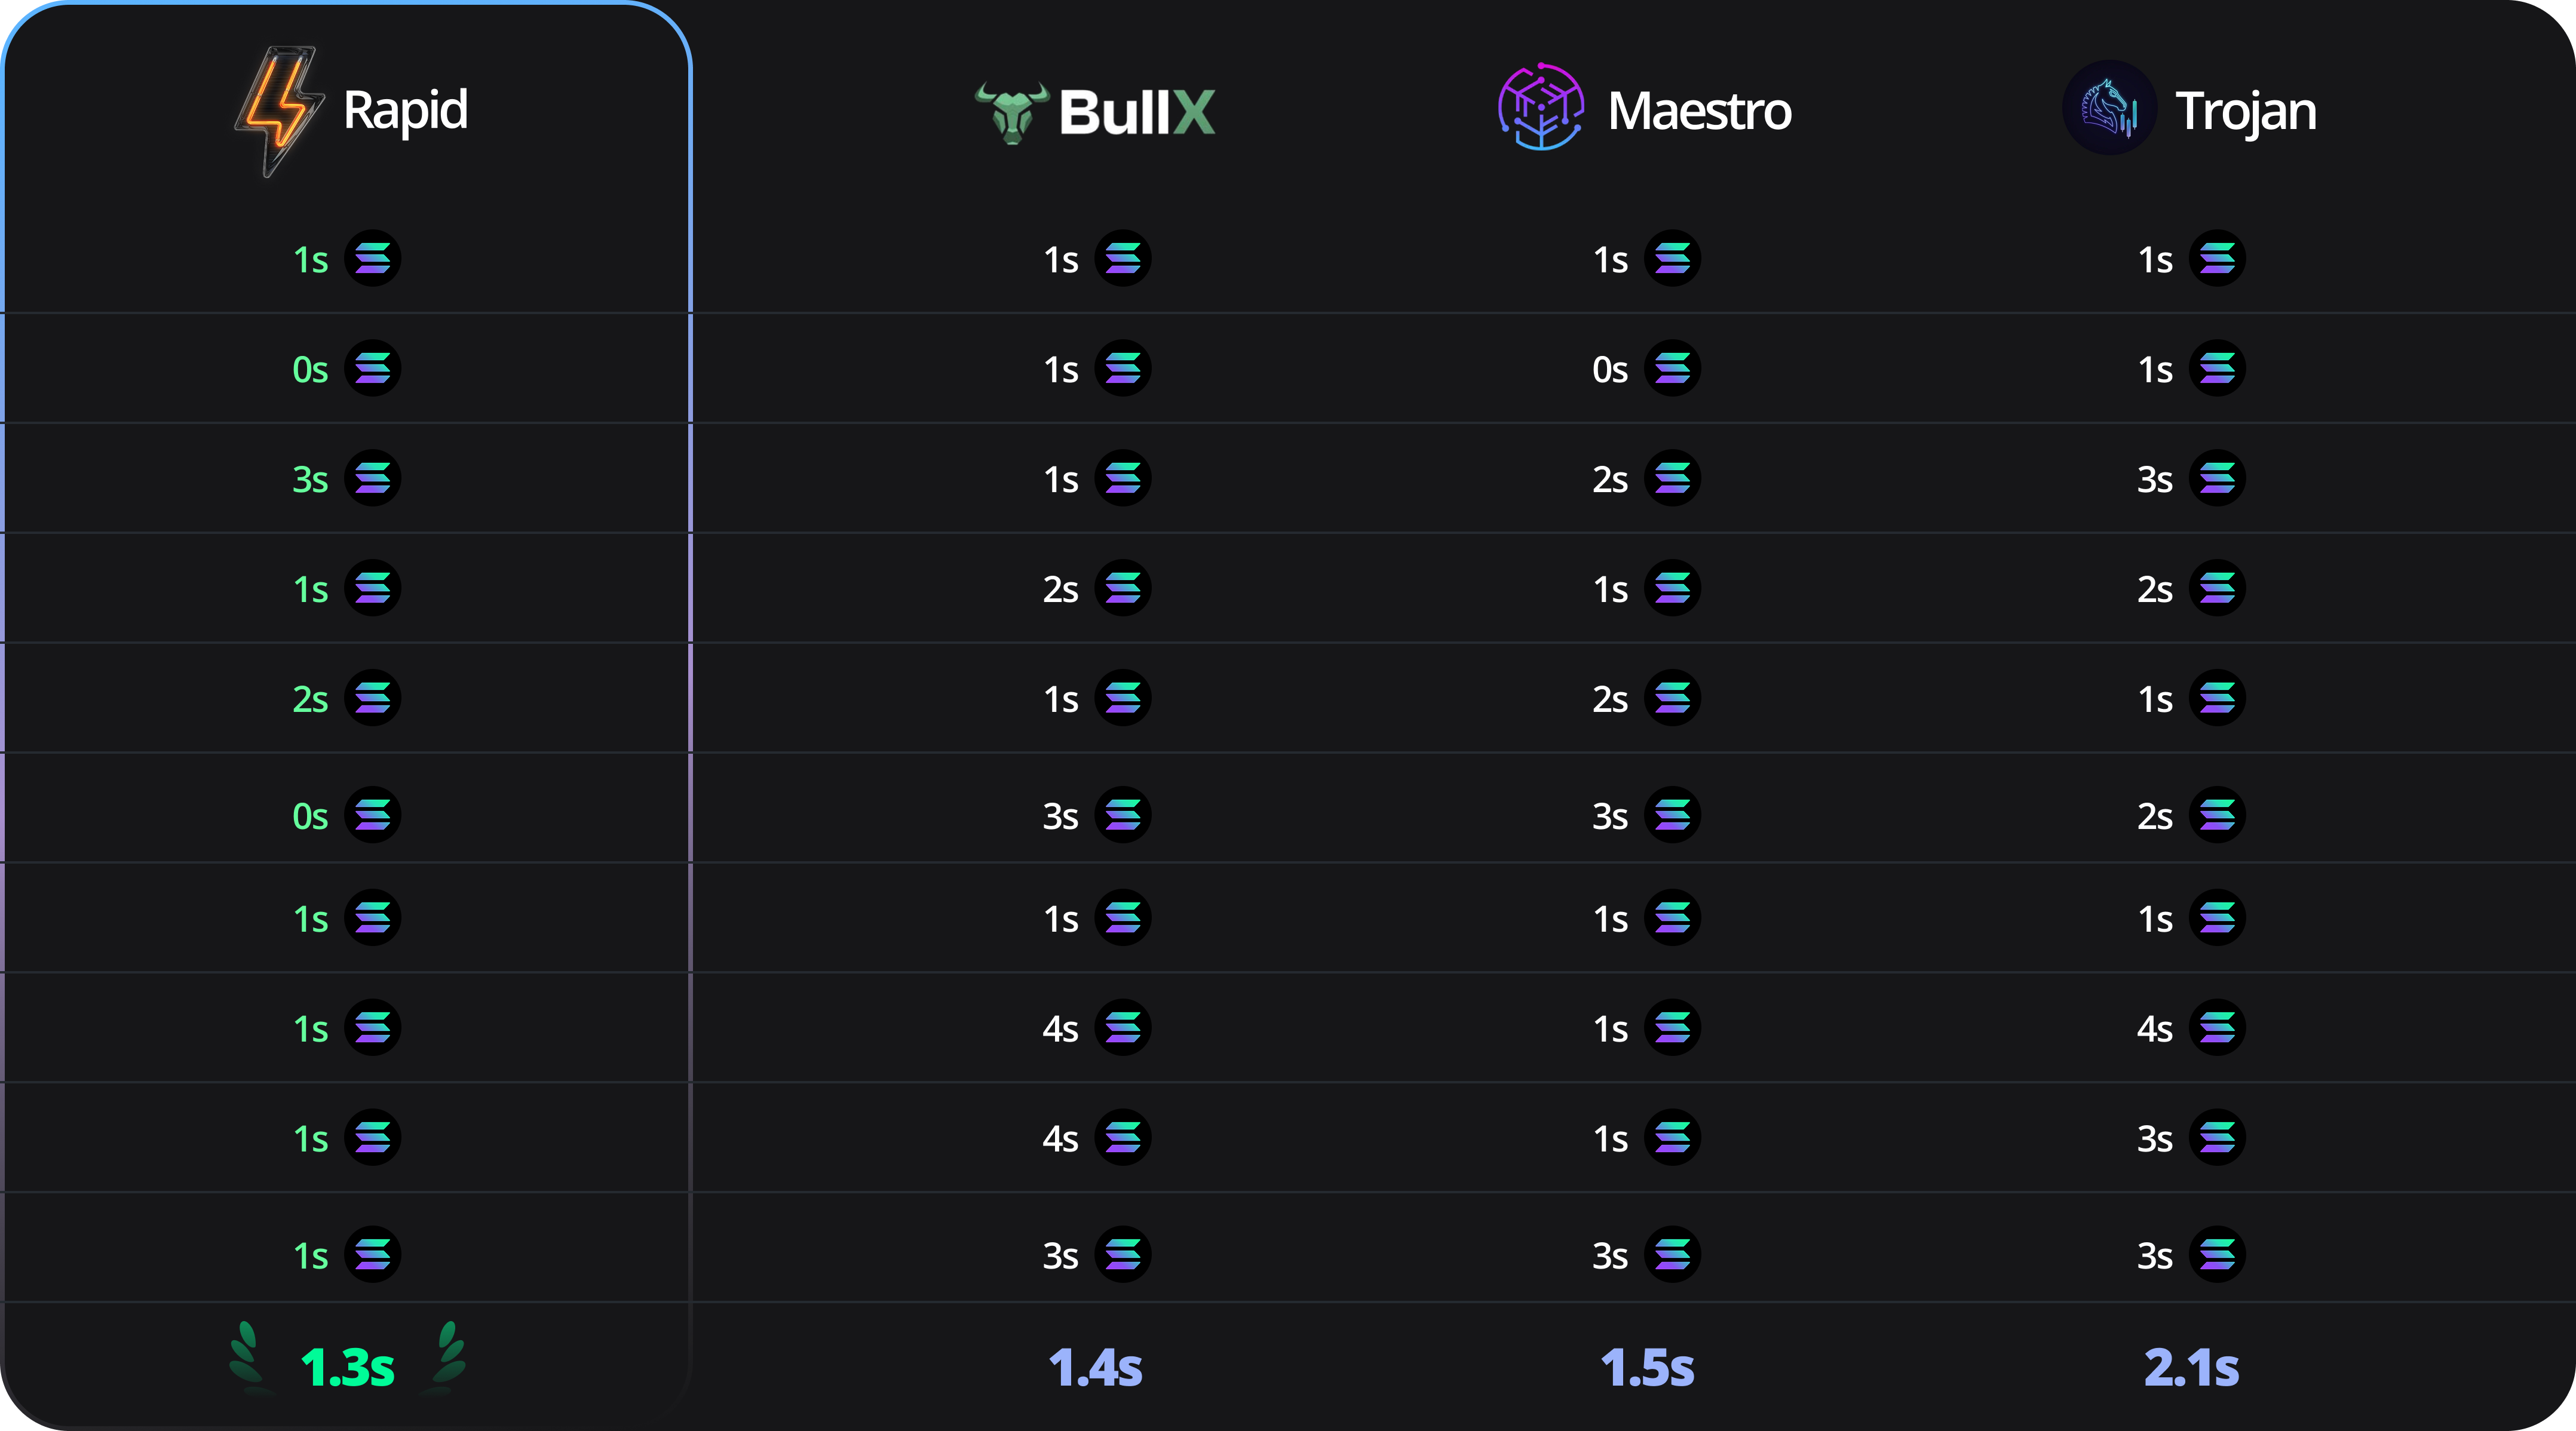 Rapid BullX Maestro Trojan
1s 1s 1s 1s
0s 1s 0s 1s
3s 1s 2s 3s
1s 2s 1s 2s
2s 1s 2s 1s
0s 3s 3s 2s
1s 1s 1s 1s
1s 4s 1s 4s
1s 4s 1s 3s
1s 3s 3s 3s
1.3s 1.4s 1.5s 2.1s